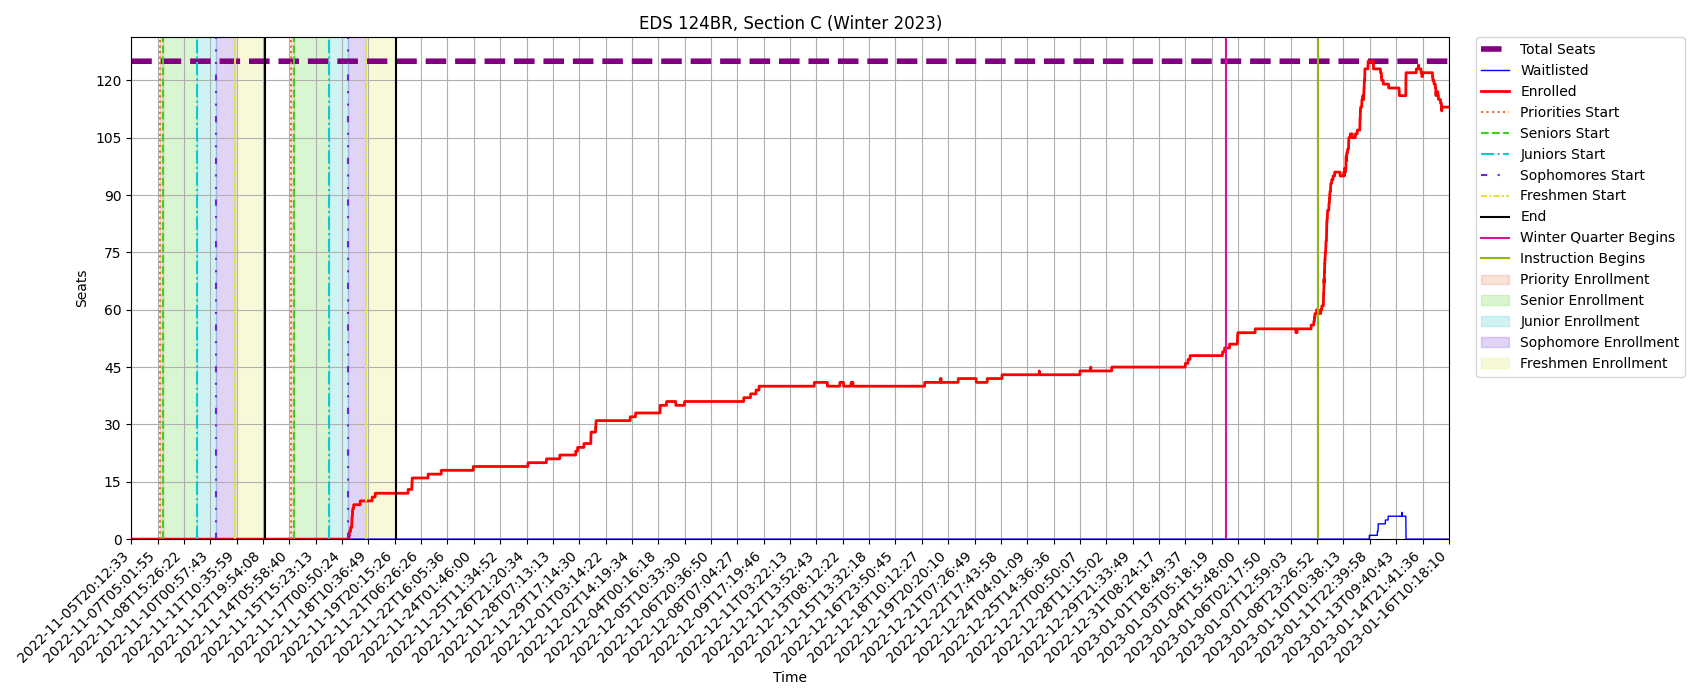 EDS 124BR, Section C (Winter 2023)
Seats
120
105
90
75
60
45
30
15
0
2022-11-05T20:12:33
2022-11-07T05:01:55
2022-11-08T15:26:22
2022-11-10T00:57:43
2022-11-11T10:35:59
2022-11-12T19:54:08
2022-11-14T05:58:40
2022-11-15T15:23:13
2022-11-17T00:50:24
2022-11-18T10:36:49
2022-11-19T20:15:26
2022-11-21T06:26:26
2022-11-22T16:05:36
2022-11-24T01:46:00
2022-11-25T11:34:52
2022-11-26T21:20:34
2022-11-28T07:13:13
2022-11-29T17:14:30
2022-12-01T03:14:22
2022-12-02T14:19:34
2022-12-04T00:16:18
2022-12-05T10:33:30
2022-12-06T20:36:50
2022-12-08T07:04:27
2022-12-09T17:19:46
2022-12-11T03:22:13
2022-12-12T13:52:43
2022-12-13T08:12:22
2022-12-15T13:32:18
2022-12-16T23:50:45
2022-12-18T10:12:27
2022-12-19T20:20:10
2022-12-21T07:26:49
2022-12-22T17:43:58
2022-12-24T04:01:09
2022-12-25T14:36:36
2022-12-27T00:50:07
2022-12-28T11:15:02
2022-12-29T21:33:49
2022-12-31T08:24:17
2023-01-01T18:49:37
2023-01-03T05:18:19
2023-01-04T15:48:00
2023-01-06T02:17:50
2023-01-07T12:59:03
2023-01-08T23:26:52
2023-01-10T10:38:13
2023-01-11T22:39:58
2023-01-13T09:40:43
2023-01-14T21:41:36
2023-01-16T10:18:10
Time
Total Seats
Waitlisted
Enrolled
Priorities Start
Seniors Start
Juniors Start
Sophomores Start
Freshmen Start
End
Winter Quarter Begins
Instruction Begins
Priority Enrollment
Senior Enrollment
Junior Enrollment
Sophomore Enrollment
Freshmen Enrollment